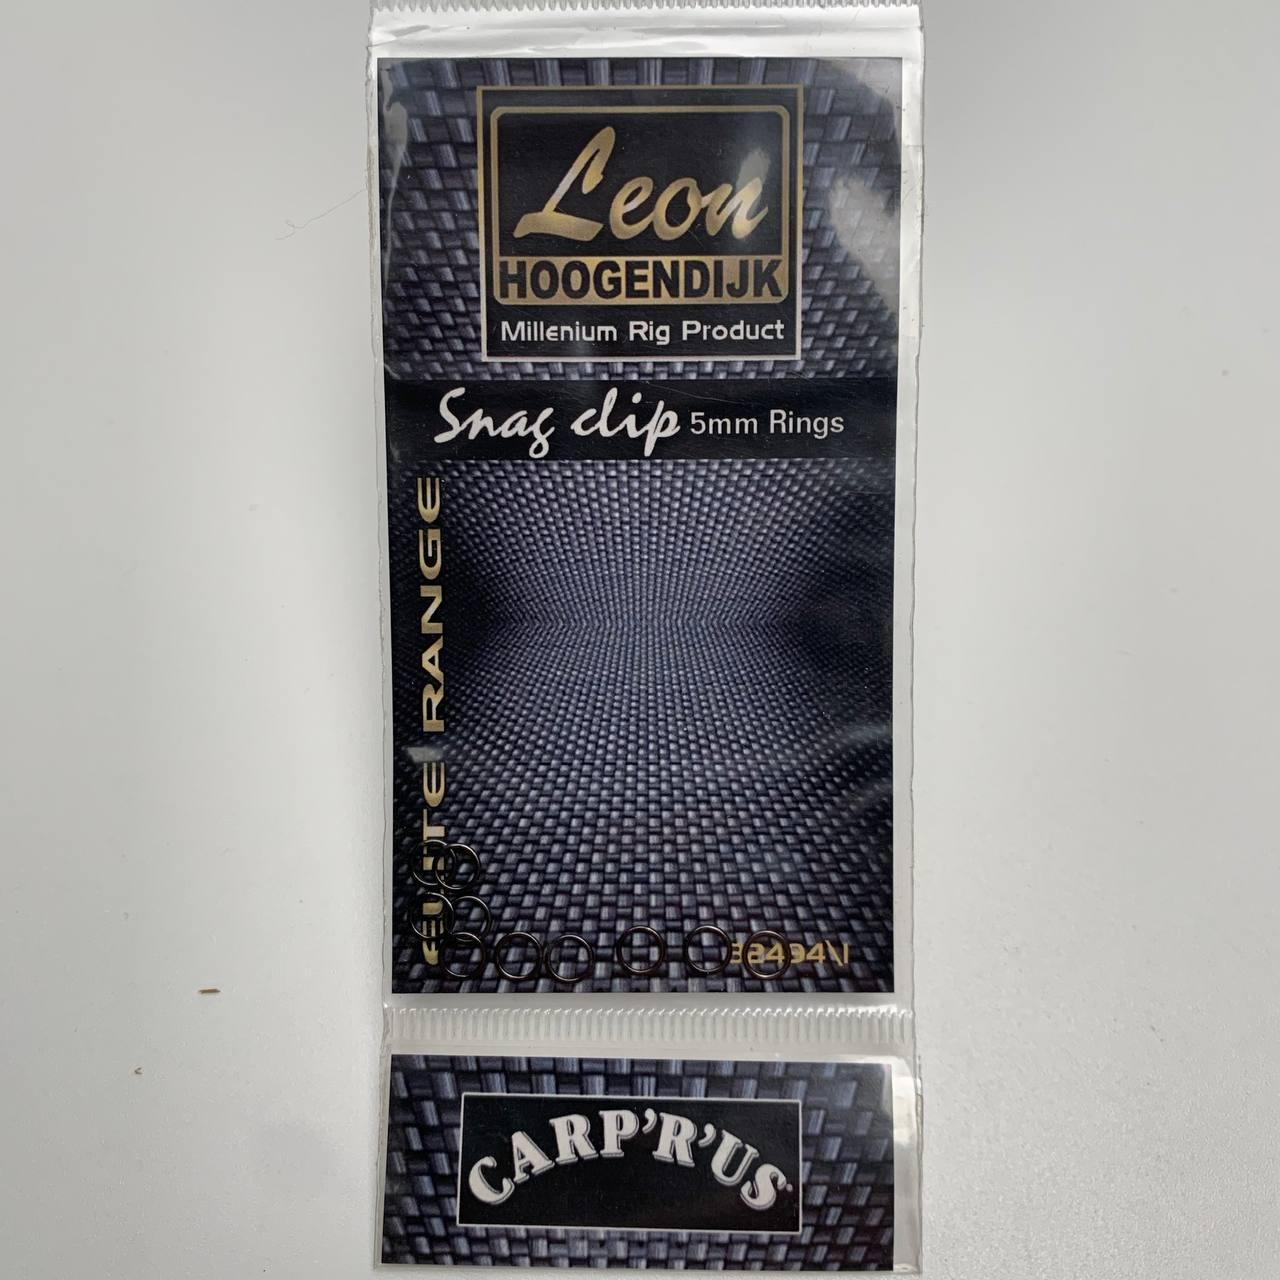 Leon
HOOGENDIJK
Millenium Rig Product
Snag clip 5mm Rings
ELITE RANGE
CARP'R'US